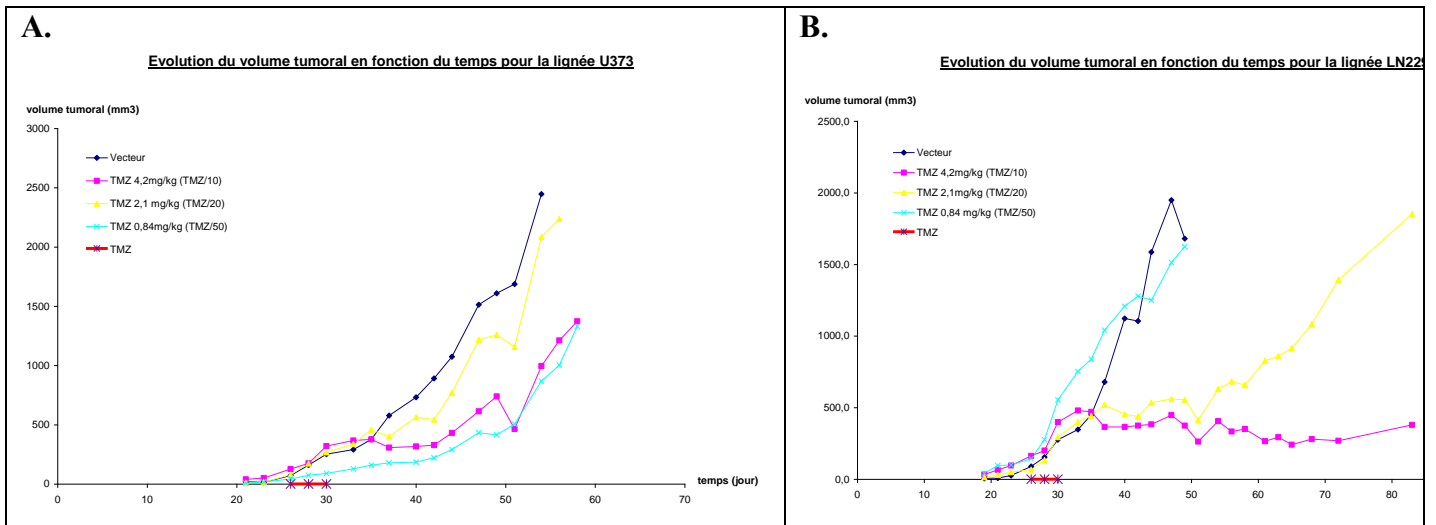 A.
Evolution du volume tumoral en fonction du temps pour la lignée U373
volume tumoral (mm3)
3000
2500
2000
1500
1000
500
0
Vecteur
TMZ 4,2mg/kg (TMZ/10)
TMZ 2,1 mg/kg (TMZ/20)
TMZ 0,84mg/kg (TMZ/50)
TMZ
temps (jour)
0 10 20 30 40 50 60 70
B.
Evolution du volume tumoral en fonction du temps pour la lignée LN229
volume tumoral (mm3)
2500,0
2000,0
1500,0
1000,0
500,0
0,0
Vecteur
TMZ 4,2mg/kg (TMZ/10)
TMZ 2,1mg/kg (TMZ/20)
TMZ 0,84 mg/kg (TMZ/50)
TMZ
0 10 20 30 40 50 60 70 80